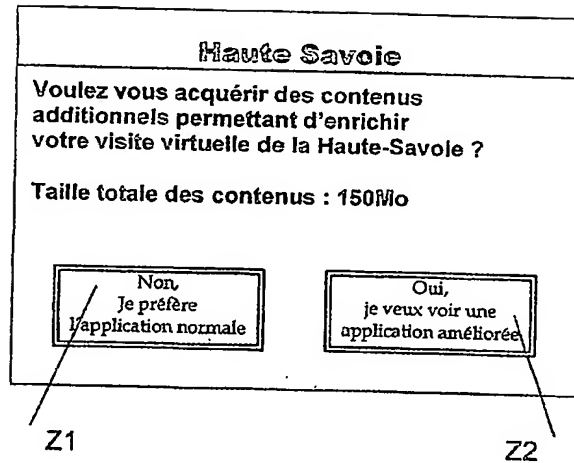 Haute Savoie
Voulez vous acquérir des contenus
additionnels permettant d'enrichir
votre visite virtuelle de la Haute-Savoie ?
Taille totale des contenus : 150Mo
Non,
Je préfère
l'application normale
Oui,
je veux voir une
application améliorée
Z1
Z2